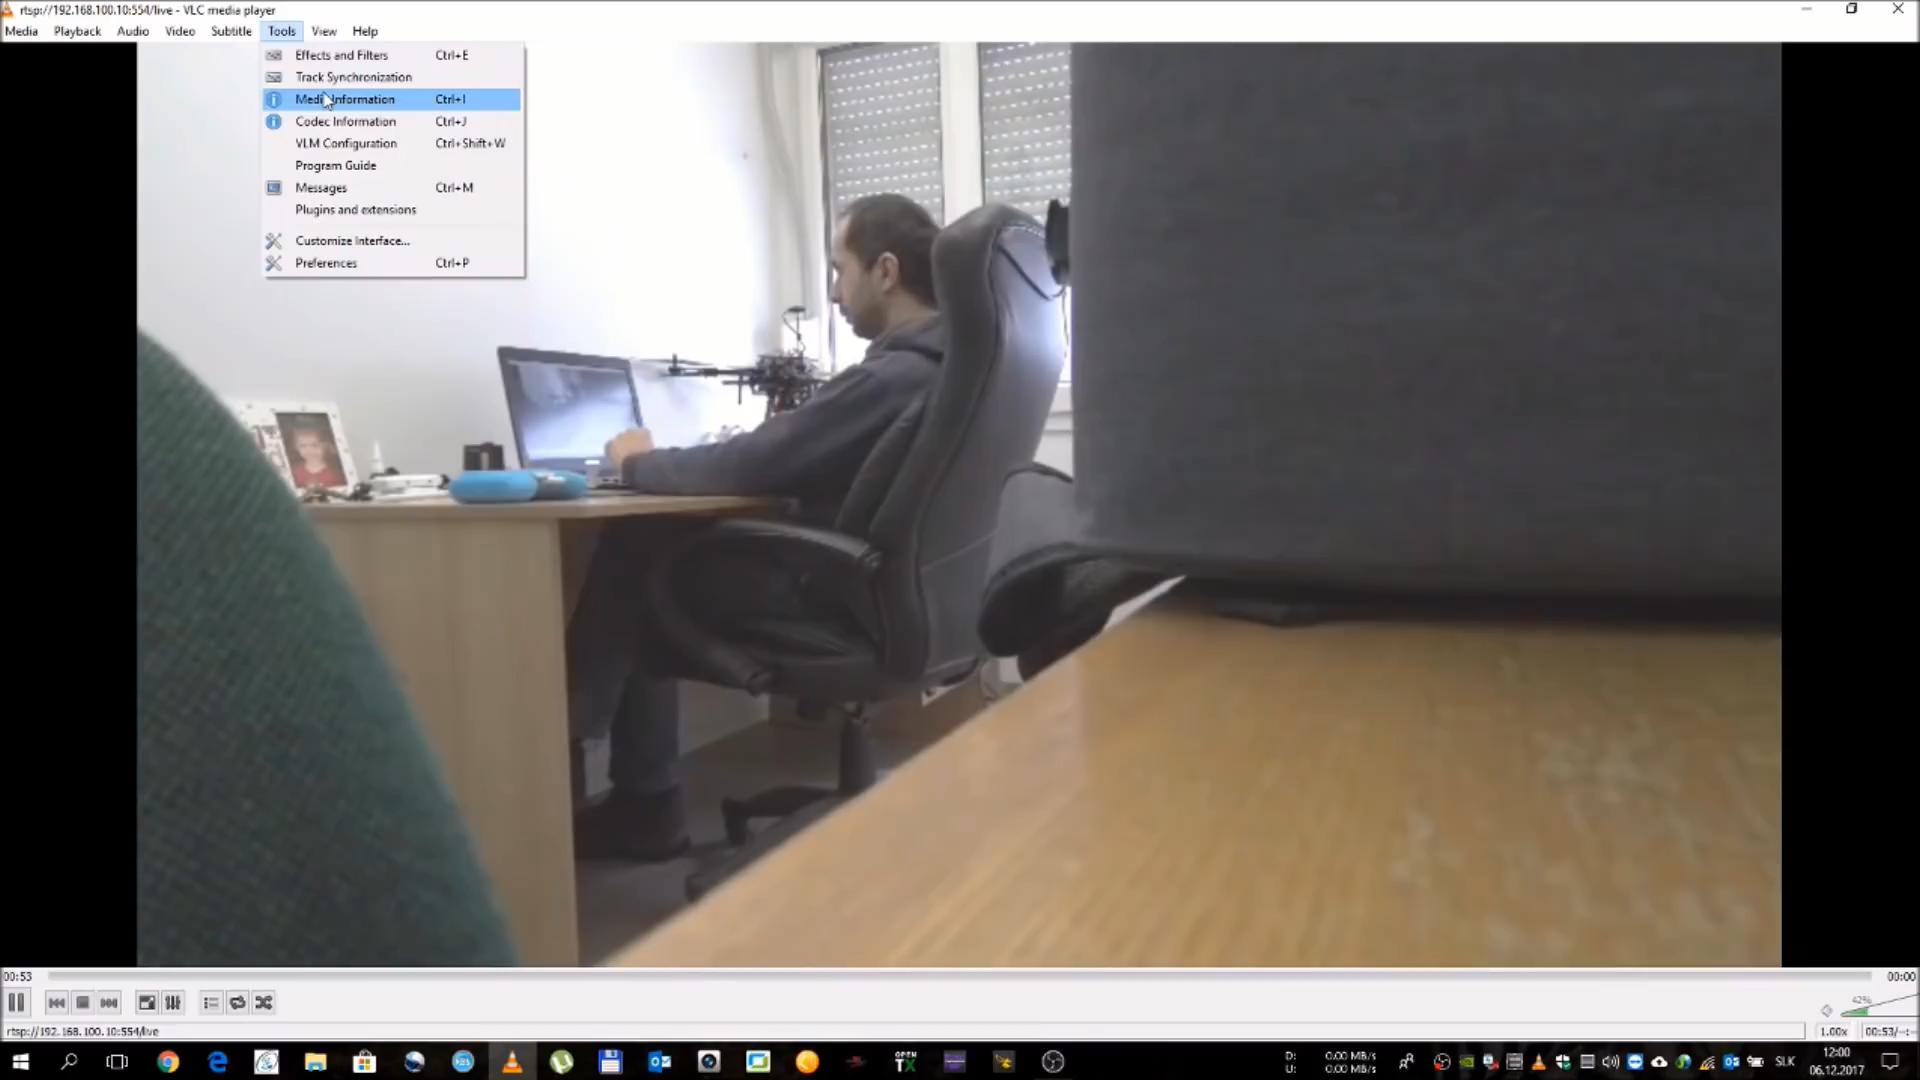 rtsp://192.168.100.10:554/live - VLC media player
Media Playback Audio Video Subtitle Tools View Help
Effects and Filters Ctrl+E
Track Synchronization
Media Information Ctrl+I
Codec Information Ctrl+J
VLM Configuration Ctrl+Shift+W
Program Guide
Messages Ctrl+M
Plugins and extensions
Customize Interface...
Preferences Ctrl+P
00:53 00:00
42%
rtsp://192.168.100.10:554/live 1.00x 00:53/--:--
OPEN
TX
D: 0.00 MB/s
U: 0.00 MB/s
SLK
12:00
06.12.2017